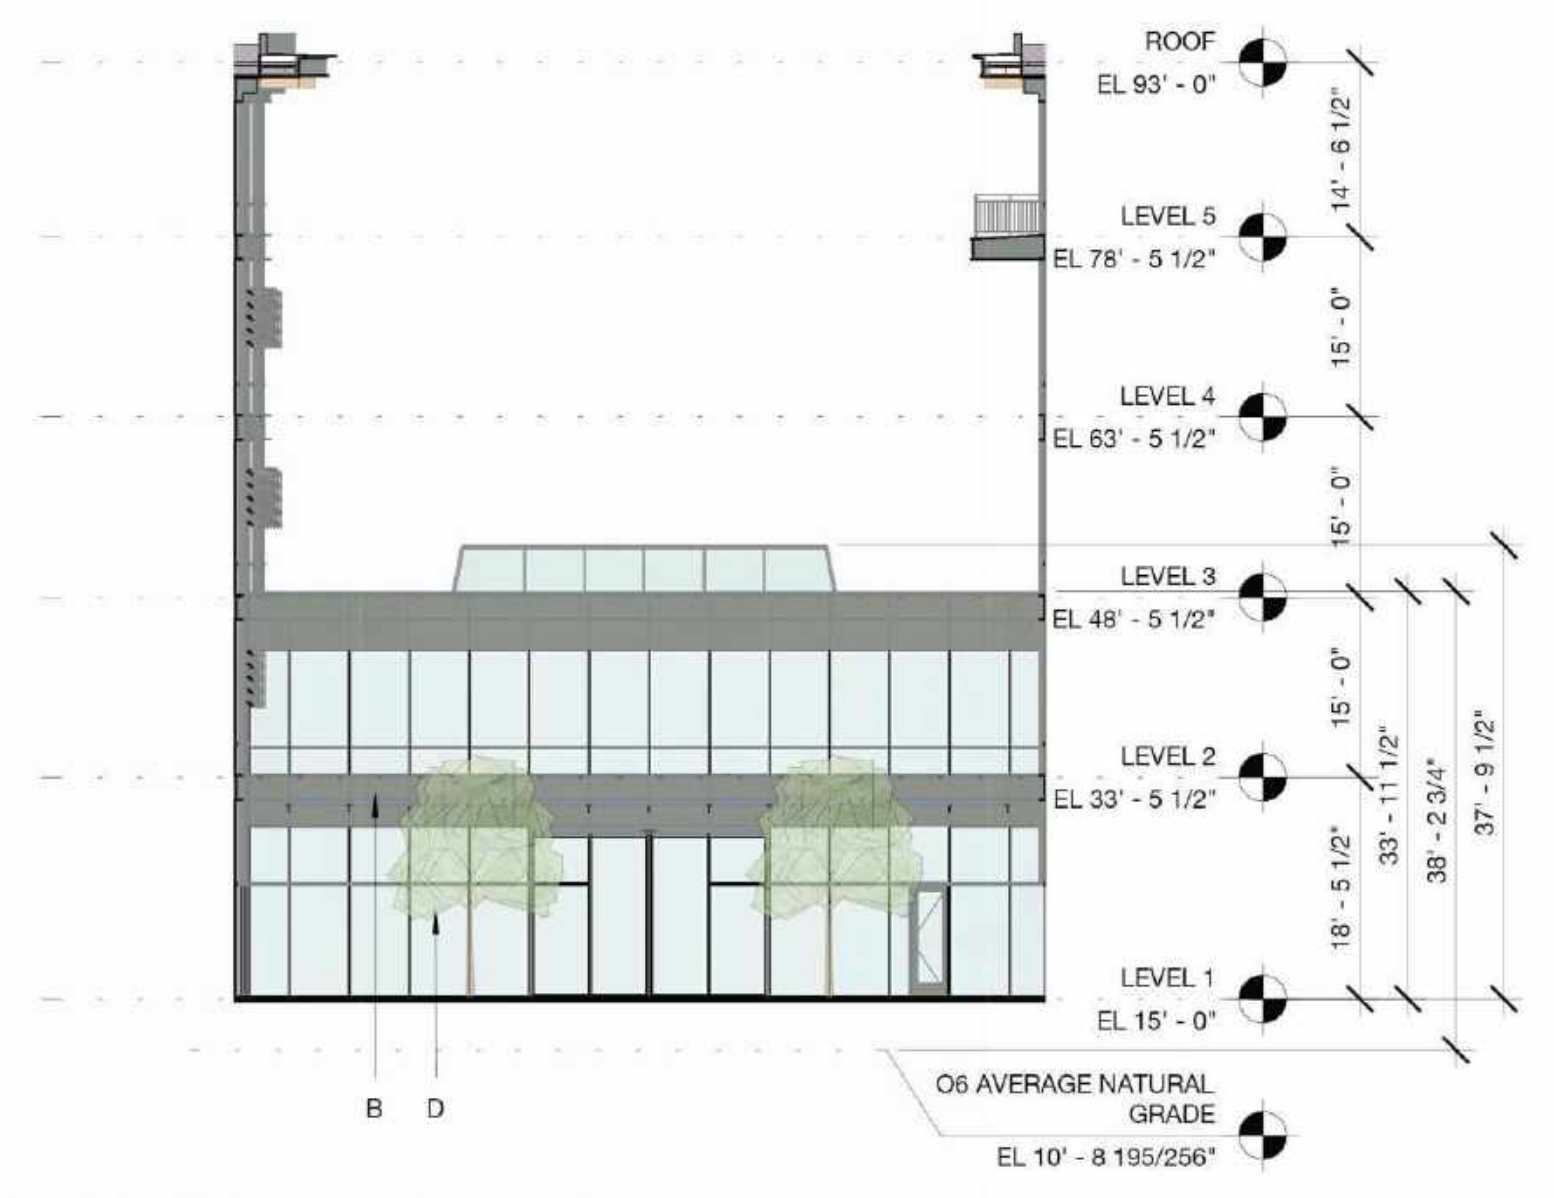 ROOF
EL 93' - 0"
14' - 6 1/2"
LEVEL 5
EL 78' - 5 1/2"
15' - 0"
LEVEL 4
EL 63' - 5 1/2"
15' - 0"
LEVEL 3
EL 48' - 5 1/2"
15' - 0"
LEVEL 2
EL 33' - 5 1/2"
18' - 5 1/2"
33' - 11 1/2"
38' - 2 3/4"
37' - 9 1/2"
LEVEL 1
EL 15' - 0"
B
D
O6 AVERAGE NATURAL
GRADE
EL 10' - 8 195/256"